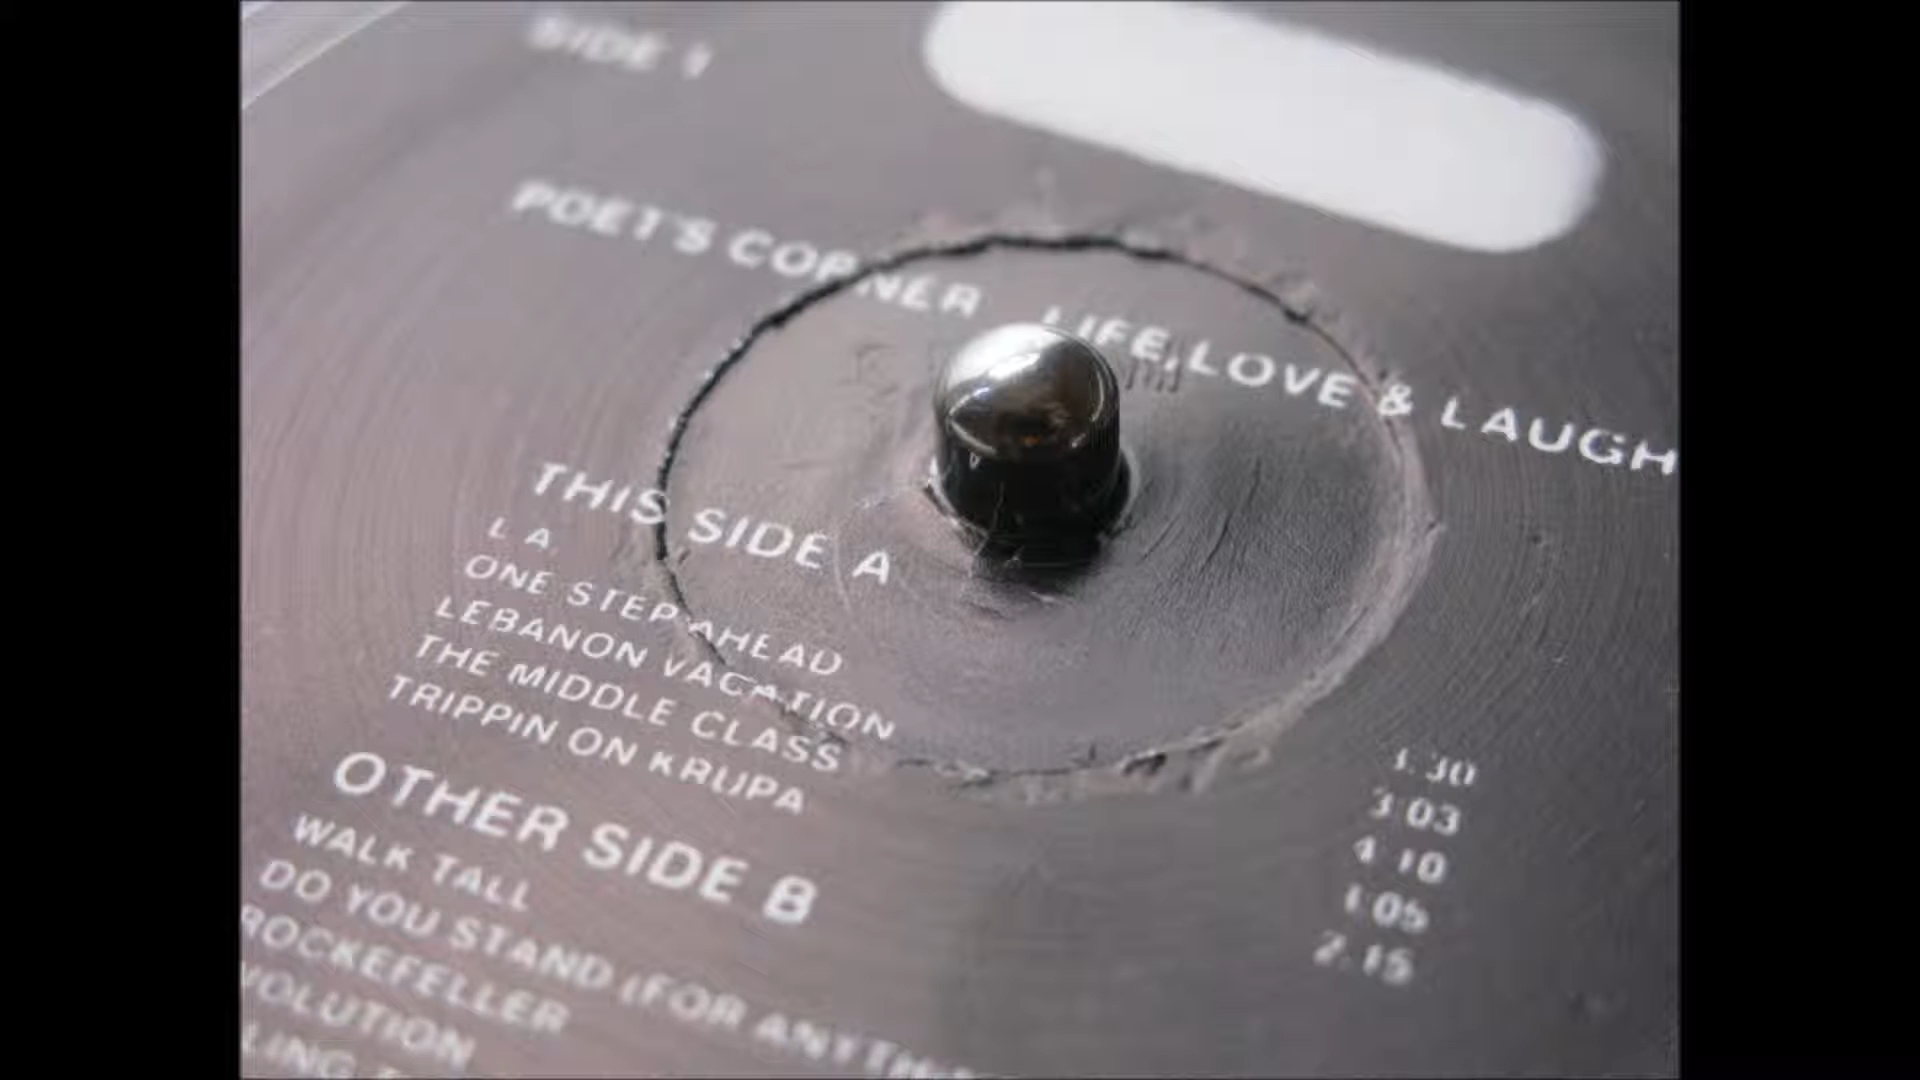 SIDE 1
POET'S CORNER LIFE, LOVE & LAUGH
THIS SIDE A
L.A.
ONE STEP AHEAD
LEBANON VACATION
THE MIDDLE CLASS
TRIPPIN ON KRUPA
3:03
4:10
1:05
2:15
OTHER SIDE B
WALK TALL
DO YOU STAND (FOR ANYTHIN
ROCKEFELLER
VOLUTION
LING